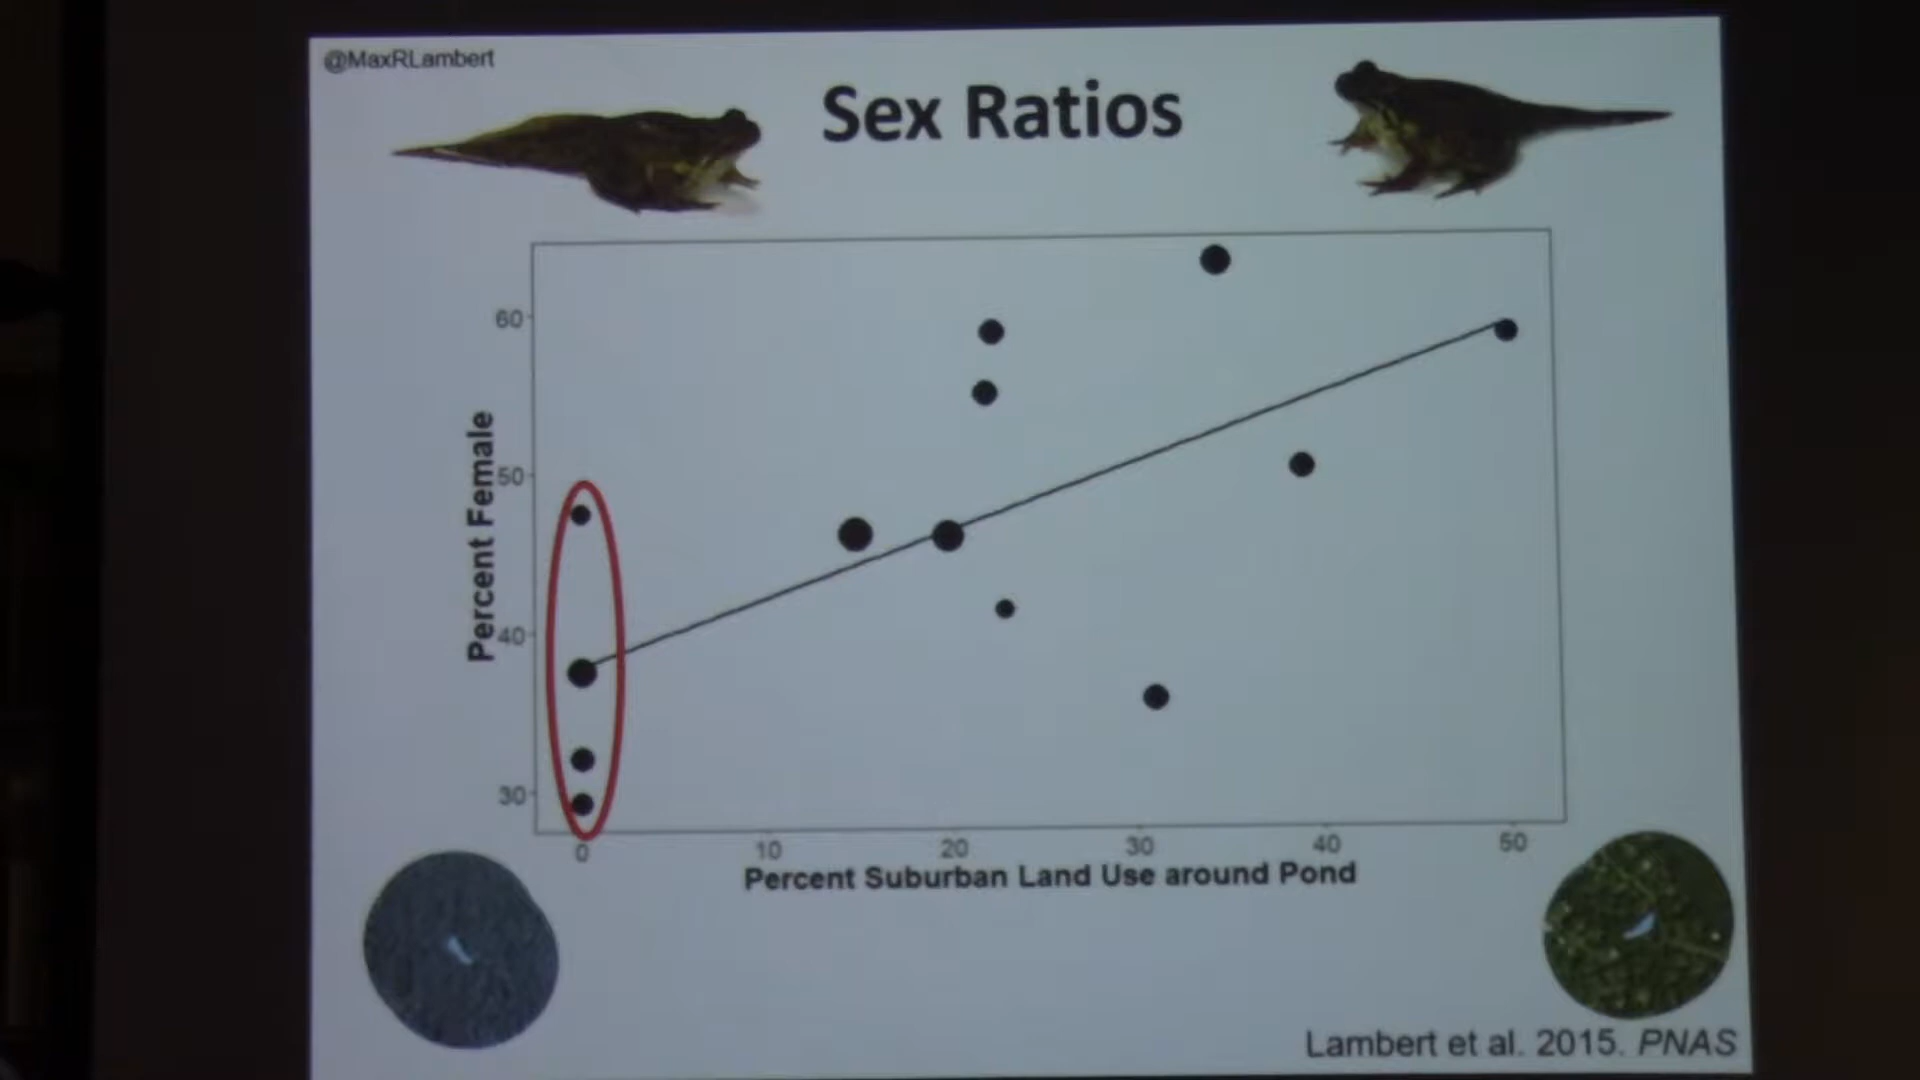 @MaxRLambert
Sex Ratios
Percent Female
60
50
40
30
0
10
20
30
40
50
Percent Suburban Land Use around Pond
Lambert et al. 2015. PNAS